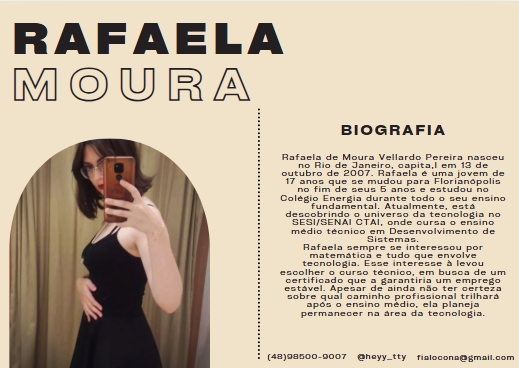 RAFAELA
MOURA
BIOGRAFIA
Rafaela de Moura Vellardo Pereira nasceu
no Rio de Janeiro, capita,l em 13 de
outubro de 2007. Rafaela é uma jovem de
17 anos que se mudou para Florianópolis
no fim de seus 5 anos e estudou no
Colégio Energia durante todo o seu ensino
fundamental. Atualmente, está
descobrindo o universo da tecnologia no
SESI/SENAI CTAI, onde cursa o ensino
médio técnico em Desenvolvimento de
Sistemas.
Rafaela sempre se interessou por
matemática e tudo que envolve
tecnologia. Esse interesse à levou
escolher o curso técnico, em busca de um
certificado que a garantiria um emprego
estável. Apesar de ainda não ter certeza
sobre qual caminho profissional trilhará
após o ensino médio, ela planeja
permanecer na área da tecnologia.
(48)98500-9007 @heyy_tty fialocona@gmail.com